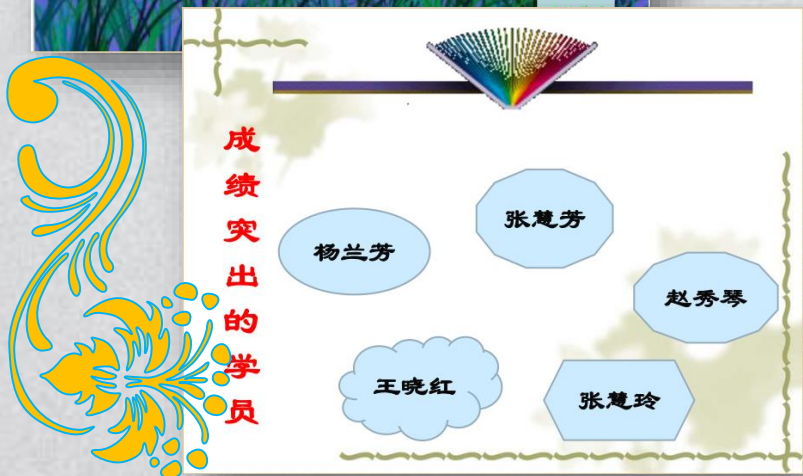 成绩突出的学员
杨兰芳
张慧芳
赵秀琴
王晓红
张慧玲